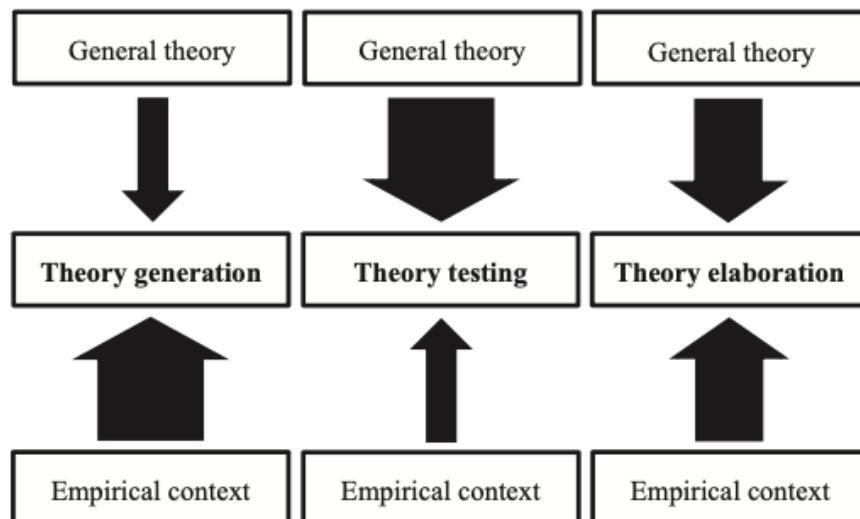 General theory
General theory
General theory
Theory generation
Theory testing
Theory elaboration
Empirical context
Empirical context
Empirical context